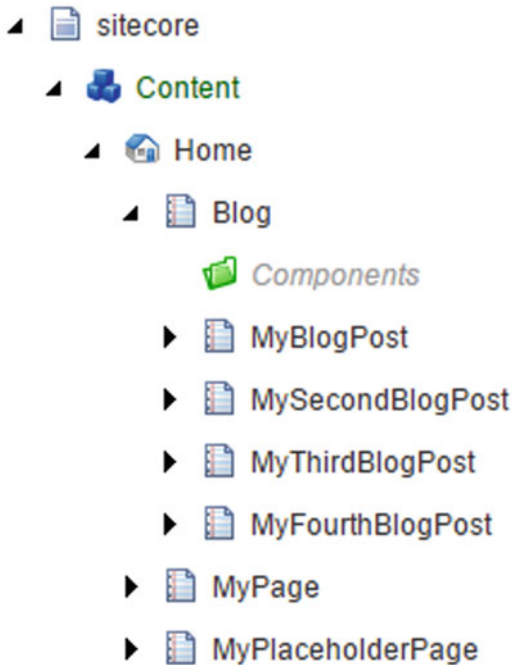 sitecore
Content
Home
Blog
Components
MyBlogPost
MySecondBlogPost
MyThirdBlogPost
MyFourthBlogPost
MyPage
MyPlaceholderPage